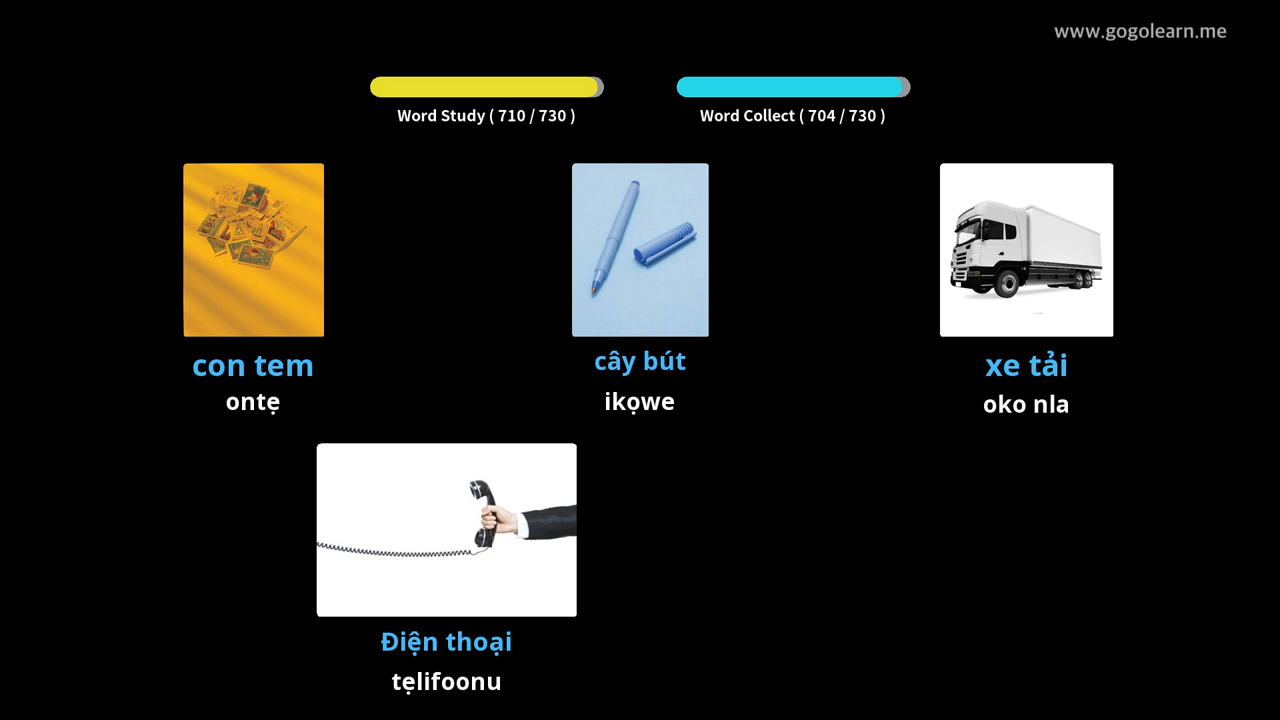 www.gogolearn.me
Word Study ( 710 / 730 )
Word Collect ( 704 / 730 )
con tem
ontẹ
cây bút
ikọwe
xe tải
oko nla
Điện thoại
tẹlifoonu